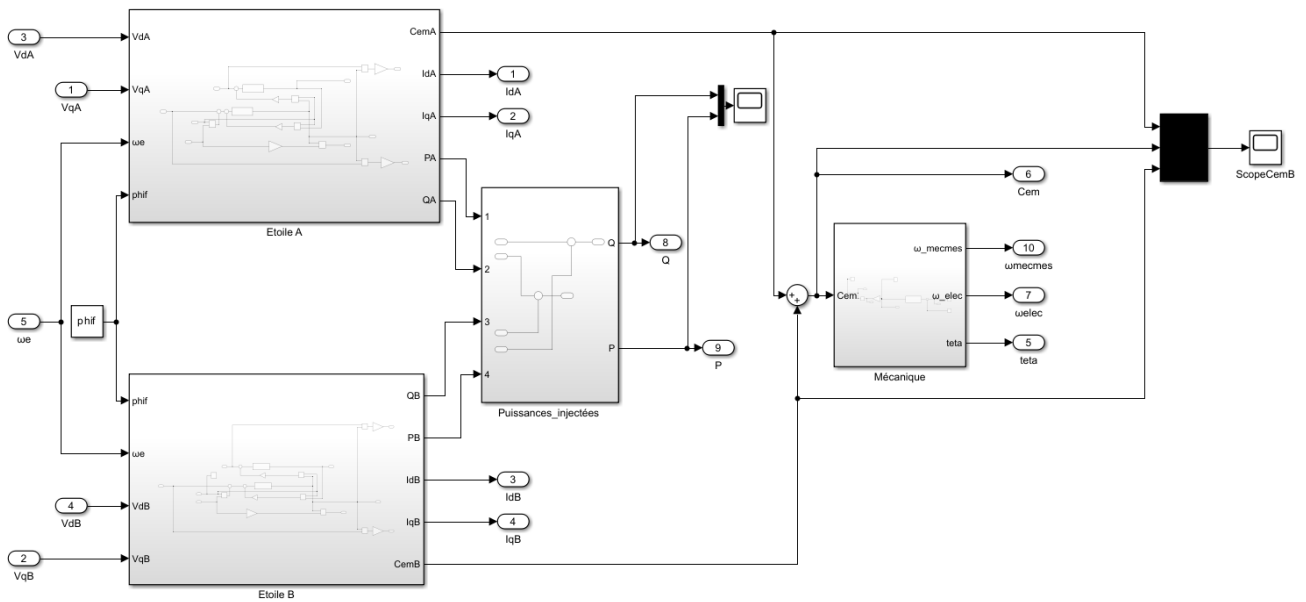 3
VdA
1
VqA
5
ωe
phif
4
VdB
2
VqB
VdA
VqA
ωe
phif
CemA
IdA
IqA
PA
QA
Etoile A
1
IdA
2
IqA
phif
ωe
VdB
VqB
QB
PB
IdB
IqB
CemB
Etoile B
3
IdB
4
IqB
1
2
3
4
Q
P
Puissances_injectées
8
Q
9
P
+
+
Cem
ω_mecmes
ω_elec
teta
Mécanique
6
Cem
10
ωmecmes
7
ωelec
5
teta
ScopeCemB